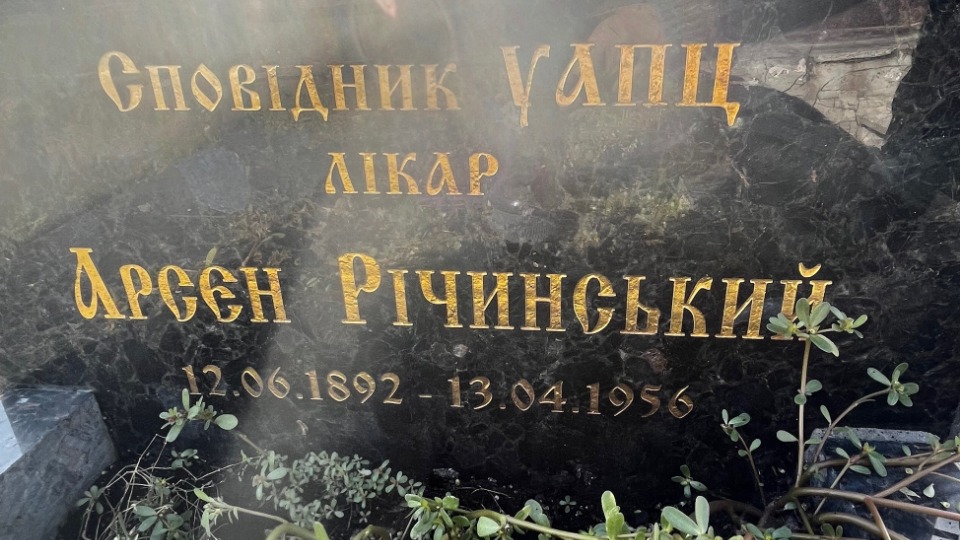 Сповідник УАПЦ
лікар
Арсен Річинський
12.06.1892 - 13.04.1956